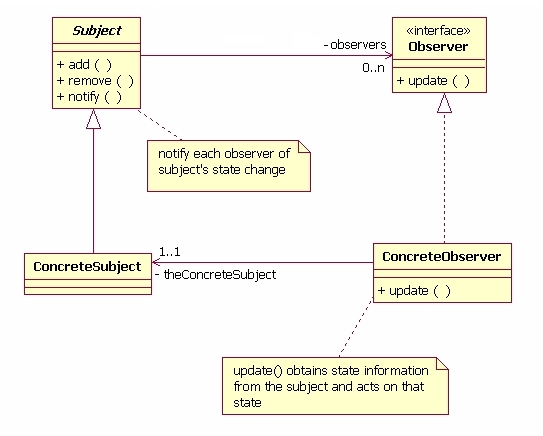 Subject
+ add ( )
+ remove ( )
+ notify ( )
- observers
0..n
«interface»
Observer
+ update ( )
notify each observer of
subject's state change
ConcreteSubject
1..1
- theConcreteSubject
ConcreteObserver
+ update ( )
update() obtains state information
from the subject and acts on that
state